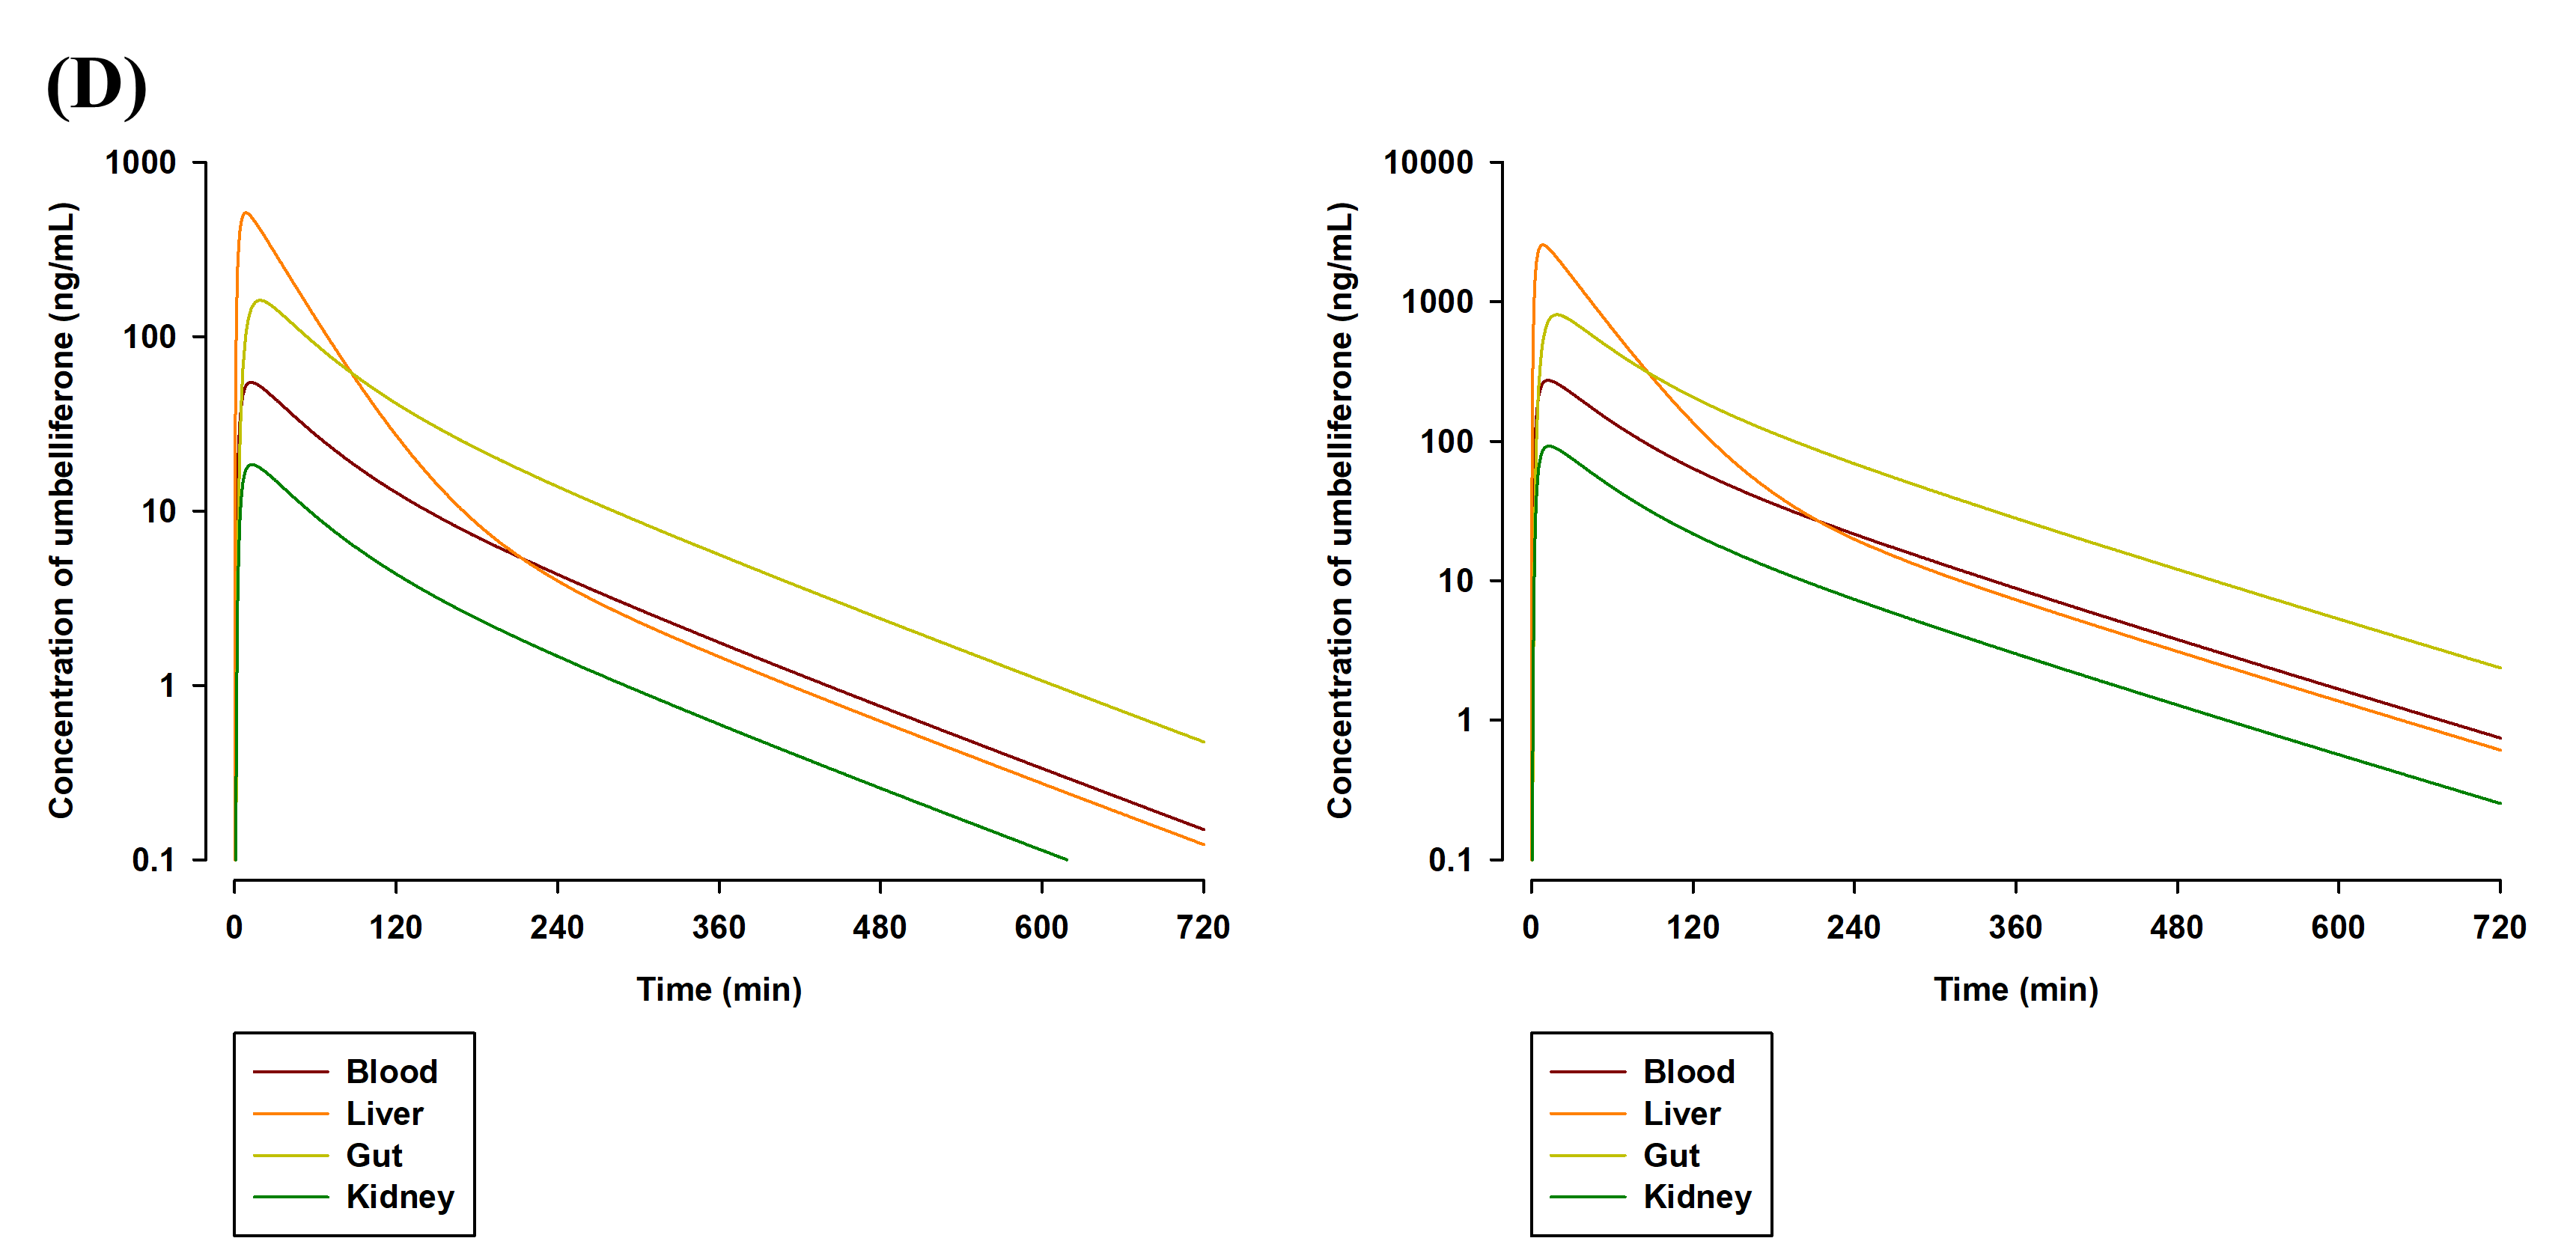 (D)
Concentration of umbelliferone (ng/mL)
1000
100
10
1
0.1
0 120 240 360 480 600 720
Time (min)
Blood
Liver
Gut
Kidney
Concentration of umbelliferone (ng/mL)
10000
1000
100
10
1
0.1
0 120 240 360 480 600 720
Time (min)
Blood
Liver
Gut
Kidney